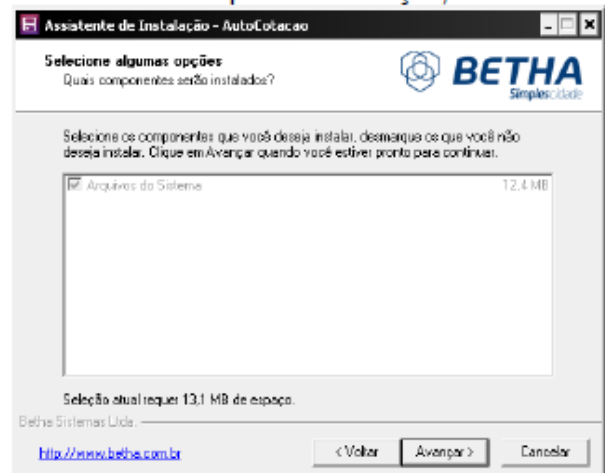 Assistente de Instalação - AutoCotacao
Selecione algumas opções
Quais componentes serão instalados?
BETHA
Simplescidade
Selecione os componentes que você deseja instalar, desmarque os que você não
deseja instalar. Clique em Avançar quando você estiver pronto para continuar.
Arquivos do Sistema 12,4 MB
Seleção atual requer 13,1 MB de espaço.
Betha Sistemas Ltda.
http://www.betha.com.br < Voltar Avançar > Cancelar